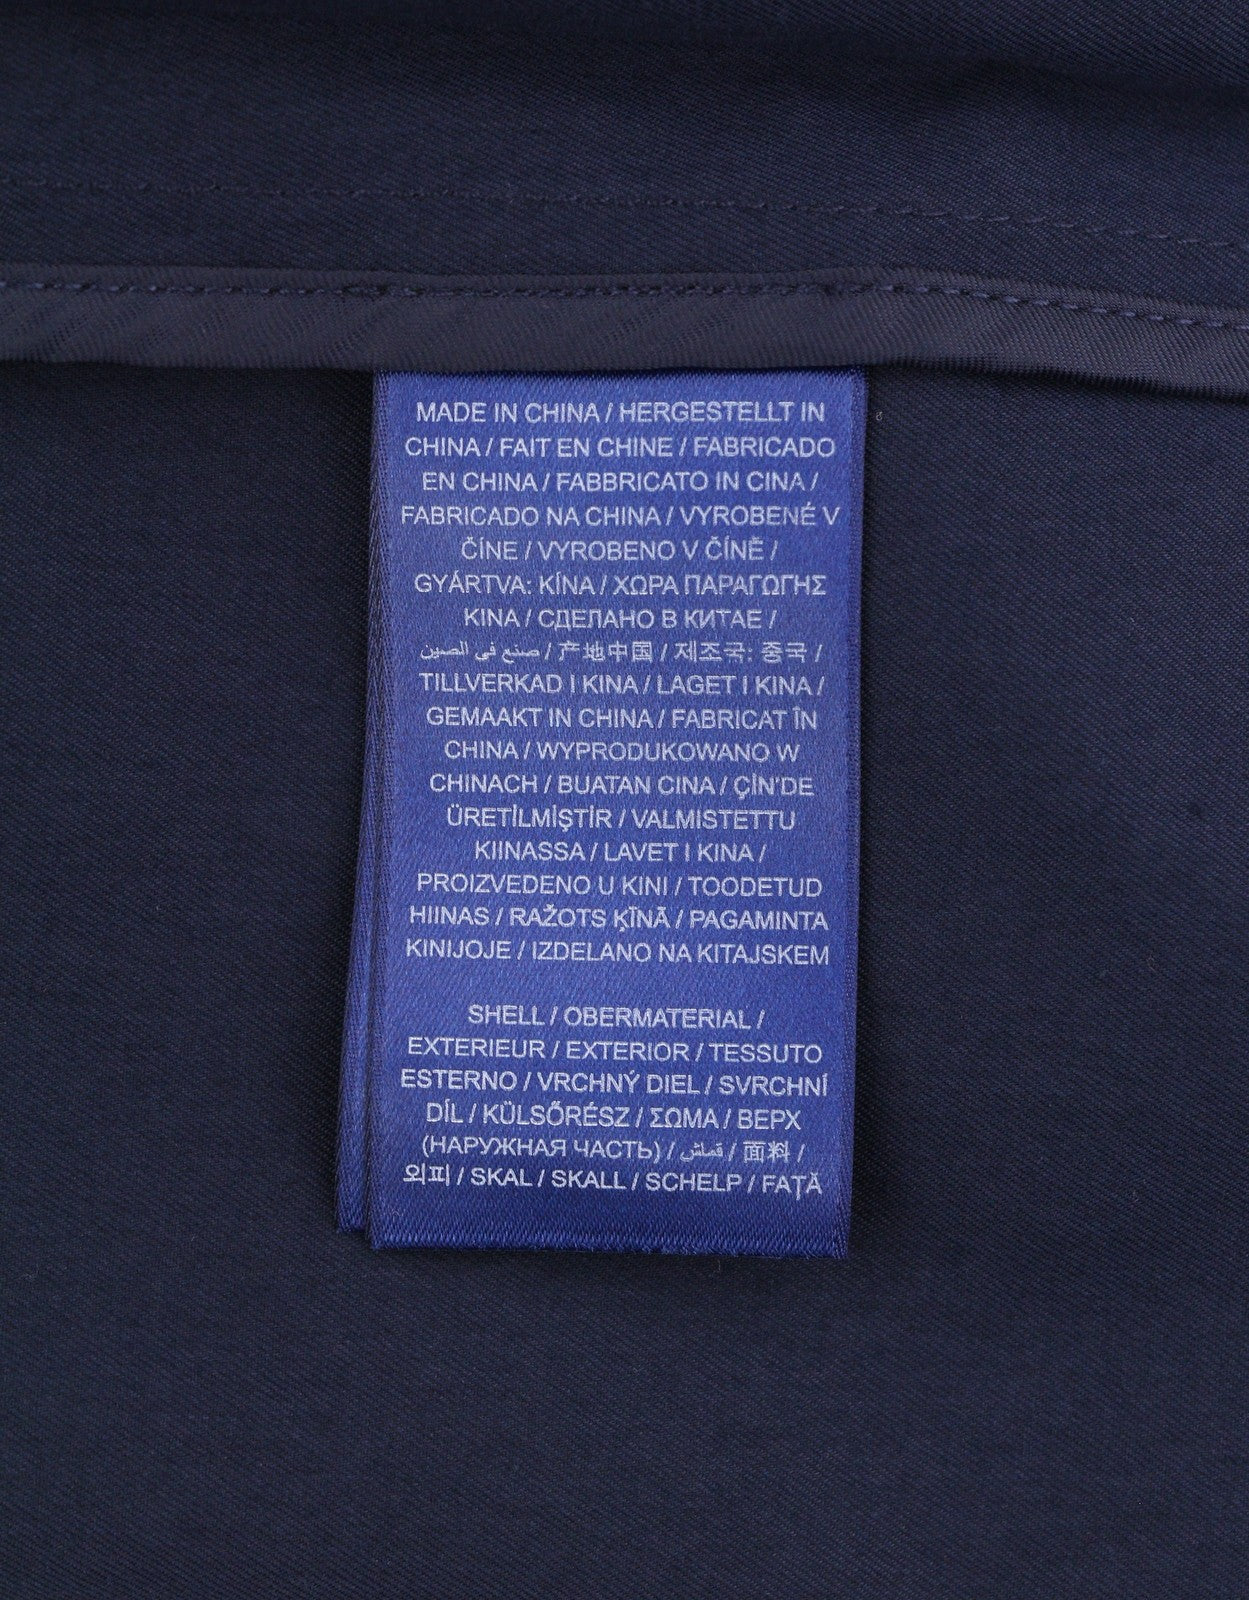 MADE IN CHINA / HERGESTELLT IN
CHINA / FAIT EN CHINE / FABRICADO
EN CHINA / FABBRICATO IN CINA /
FABRICADO NA CHINA / VYROBENÉ V
ČÍNE / VYROBENO V ČÍNĚ /
GYÁRTVA: KÍNA / ΧΩΡΑ ΠΑΡΑΓΩΓΗΣ
ΚΙΝΑ / СДЕЛАНО В КИТАЕ /
صنع في الصين / 产地中国 / 제조국: 중국 /
TILLVERKAD I KINA / LAGET I KINA /
GEMAAKT IN CHINA / FABRICAT ÎN
CHINA / WYPRODUKOWANO W
CHINACH / BUATAN CINA / ÇİN'DE
ÜRETİLMİŞTİR / VALMISTETTU
KIINASSA / LAVET I KINA /
PROIZVEDENO U KINI / TOODETUD
HIINAS / RAŽOTS ĶĪNĀ / PAGAMINTA
KINIJOJE / IZDELANO NA KITAJSKEM
SHELL / OBERMATERIAL /
EXTERIEUR / EXTERIOR / TESSUTO
ESTERNO / VRCHNÝ DIEL / SVRCHNÍ
DÍL / KÜLSŐRÉSZ / ΣΩΜΑ / ВЕРХ
(НАРУЖНАЯ ЧАСТЬ) / قماش / 面料 /
외피 / SKAL / SKALL / SCHELP / FAȚĂ